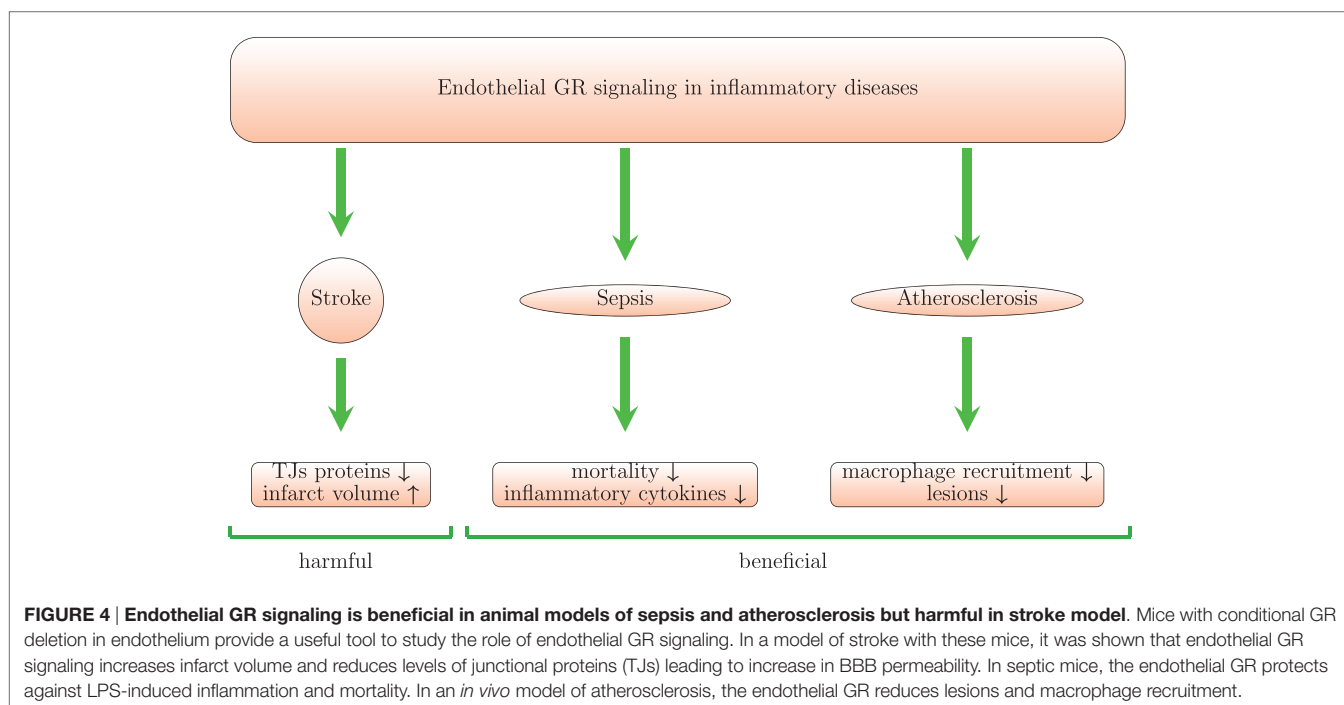 Endothelial GR signaling in inflammatory diseases
Stroke
Sepsis
Atherosclerosis
TJs proteins ↓
infarct volume ↑
mortality ↓
inflammatory cytokines ↓
macrophage recruitment ↓
lesions ↓
harmful
beneficial
FIGURE 4 | Endothelial GR signaling is beneficial in animal models of sepsis and atherosclerosis but harmful in stroke model. Mice with conditional GR
deletion in endothelium provide a useful tool to study the role of endothelial GR signaling. In a model of stroke with these mice, it was shown that endothelial GR
signaling increases infarct volume and reduces levels of junctional proteins (TJs) leading to increase in BBB permeability. In septic mice, the endothelial GR protects
against LPS-induced inflammation and mortality. In an in vivo model of atherosclerosis, the endothelial GR reduces lesions and macrophage recruitment.